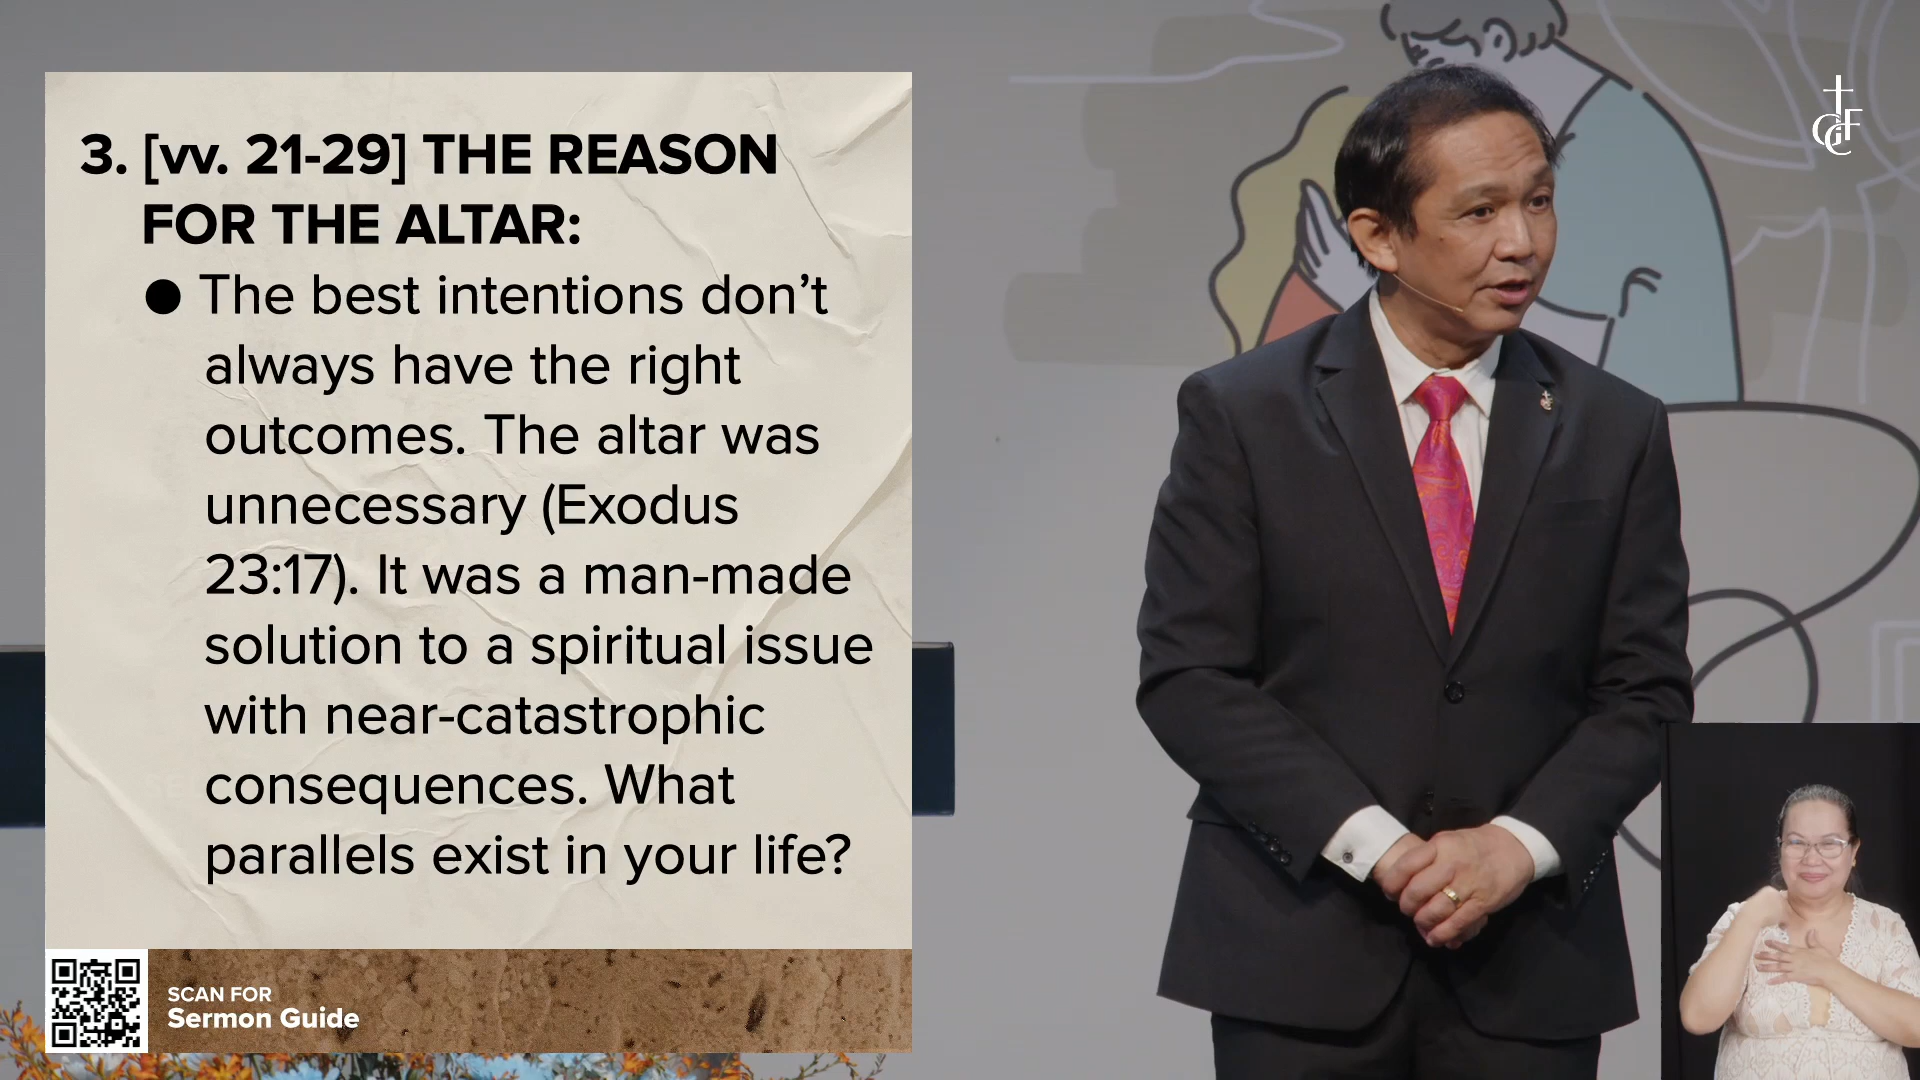 3. [vv. 21-29] THE REASON
FOR THE ALTAR:
● The best intentions don’t
always have the right
outcomes. The altar was
unnecessary (Exodus
23:17). It was a man-made
solution to a spiritual issue
with near-catastrophic
consequences. What
parallels exist in your life?
SCAN FOR
Sermon Guide
GCF